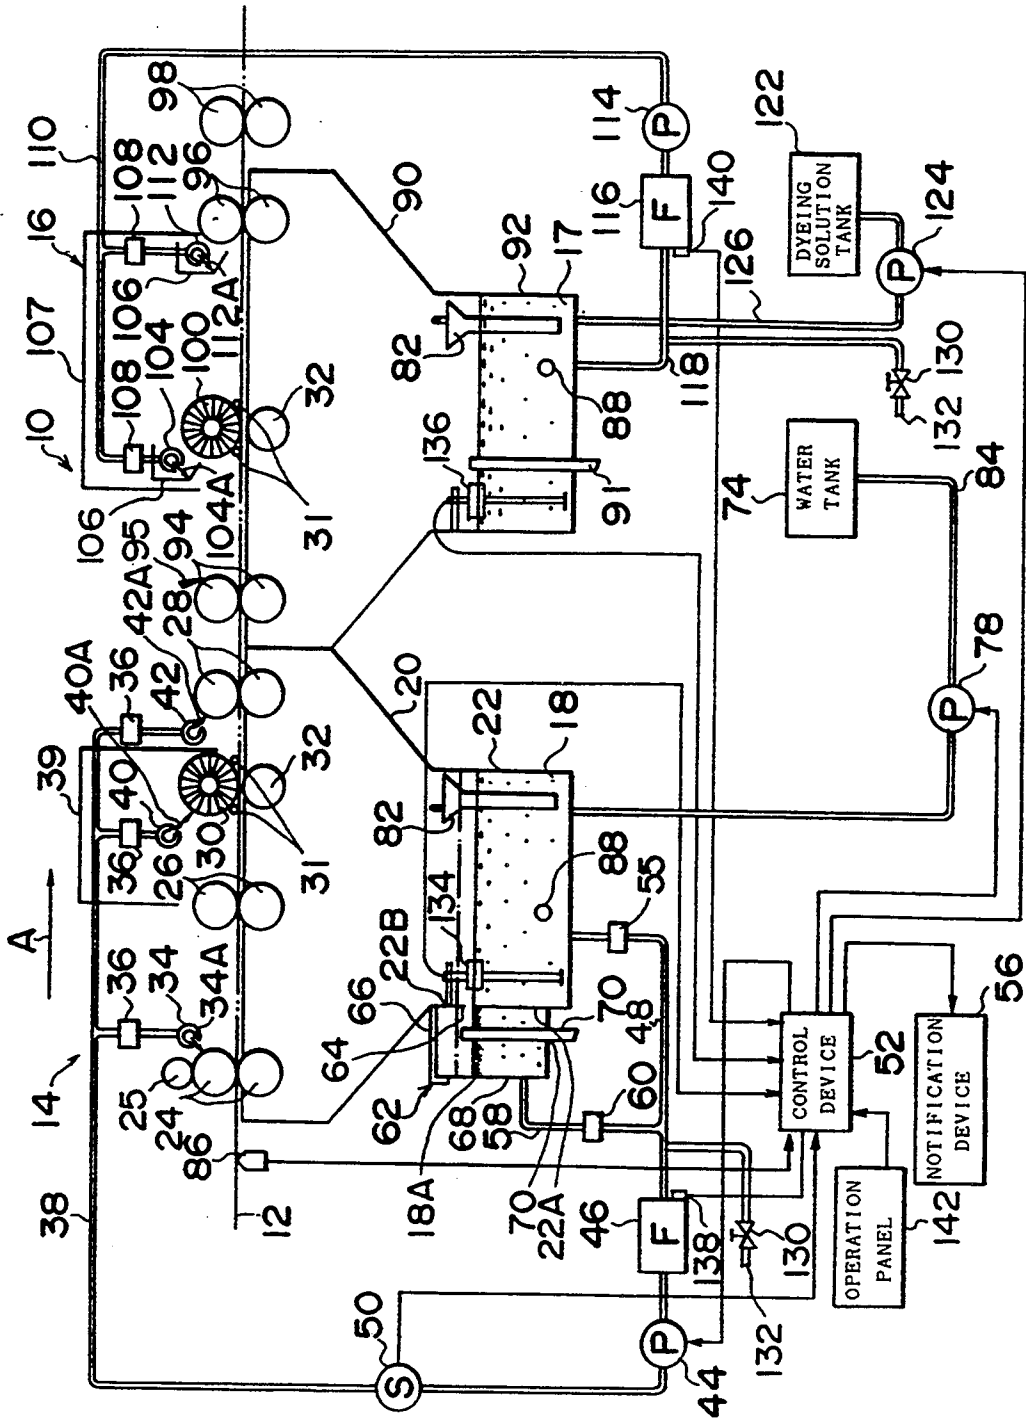 A
38
14
10
107
16
110
39
40A
36
36
40
36
106
108
106
108
25
24
34
34A
26
30
42
28
42A
95
94
104
104A
100
112
112A
96
98
86
12
31
32
31
32
50
S
62
64
66
22B
134
82
20
136
82
90
18A
68
58
22
92
18
17
70
22A
70
88
91
88
44
P
46
F
60
48
55
118
116
F
114
P
138
140
132
130
126
78
P
74
WATER
TANK
84
132
130
124
P
122
DYEING
SOLUTION
TANK
CONTROL
DEVICE
52
OPERATION
PANEL
142
NOTIFICATION
DEVICE
56